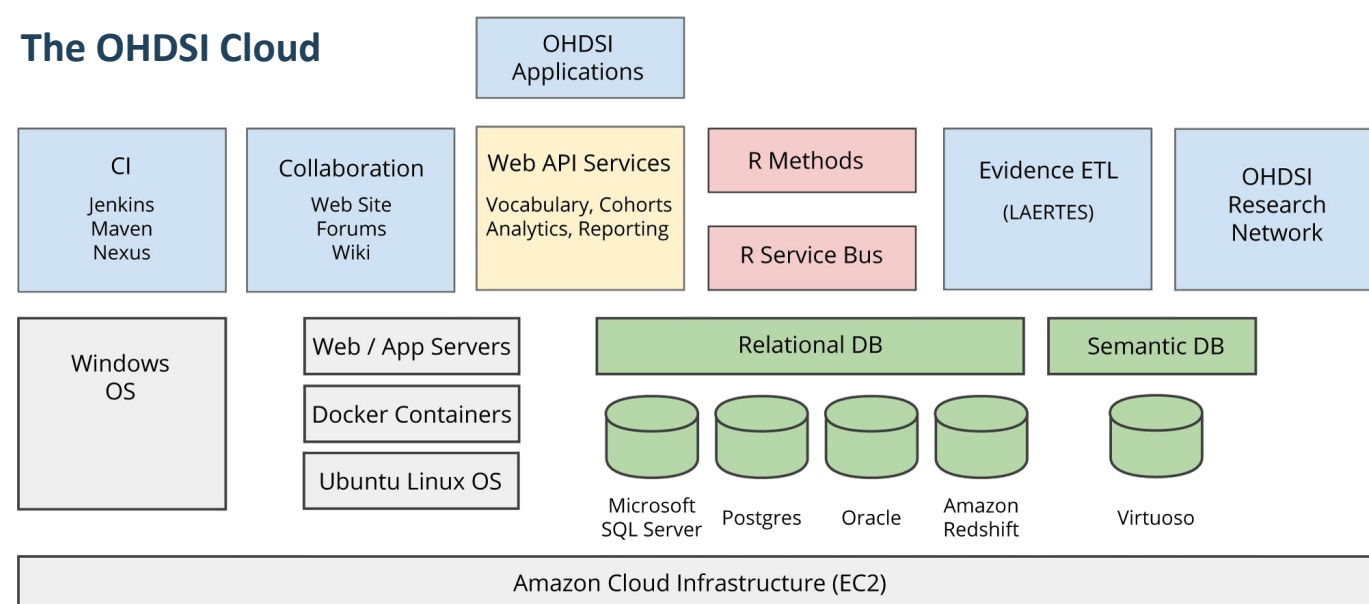 The OHDSI Cloud
OHDSI
Applications
CI
Jenkins
Maven
Nexus
Collaboration
Web Site
Forums
Wiki
Web API Services
Vocabulary, Cohorts
Analytics, Reporting
R Methods
R Service Bus
Evidence ETL
(LAERTES)
OHDSI
Research
Network
Windows
OS
Web / App Servers
Docker Containers
Ubuntu Linux OS
Relational DB
Microsoft
SQL Server
Postgres
Oracle
Amazon
Redshift
Semantic DB
Virtuoso
Amazon Cloud Infrastructure (EC2)